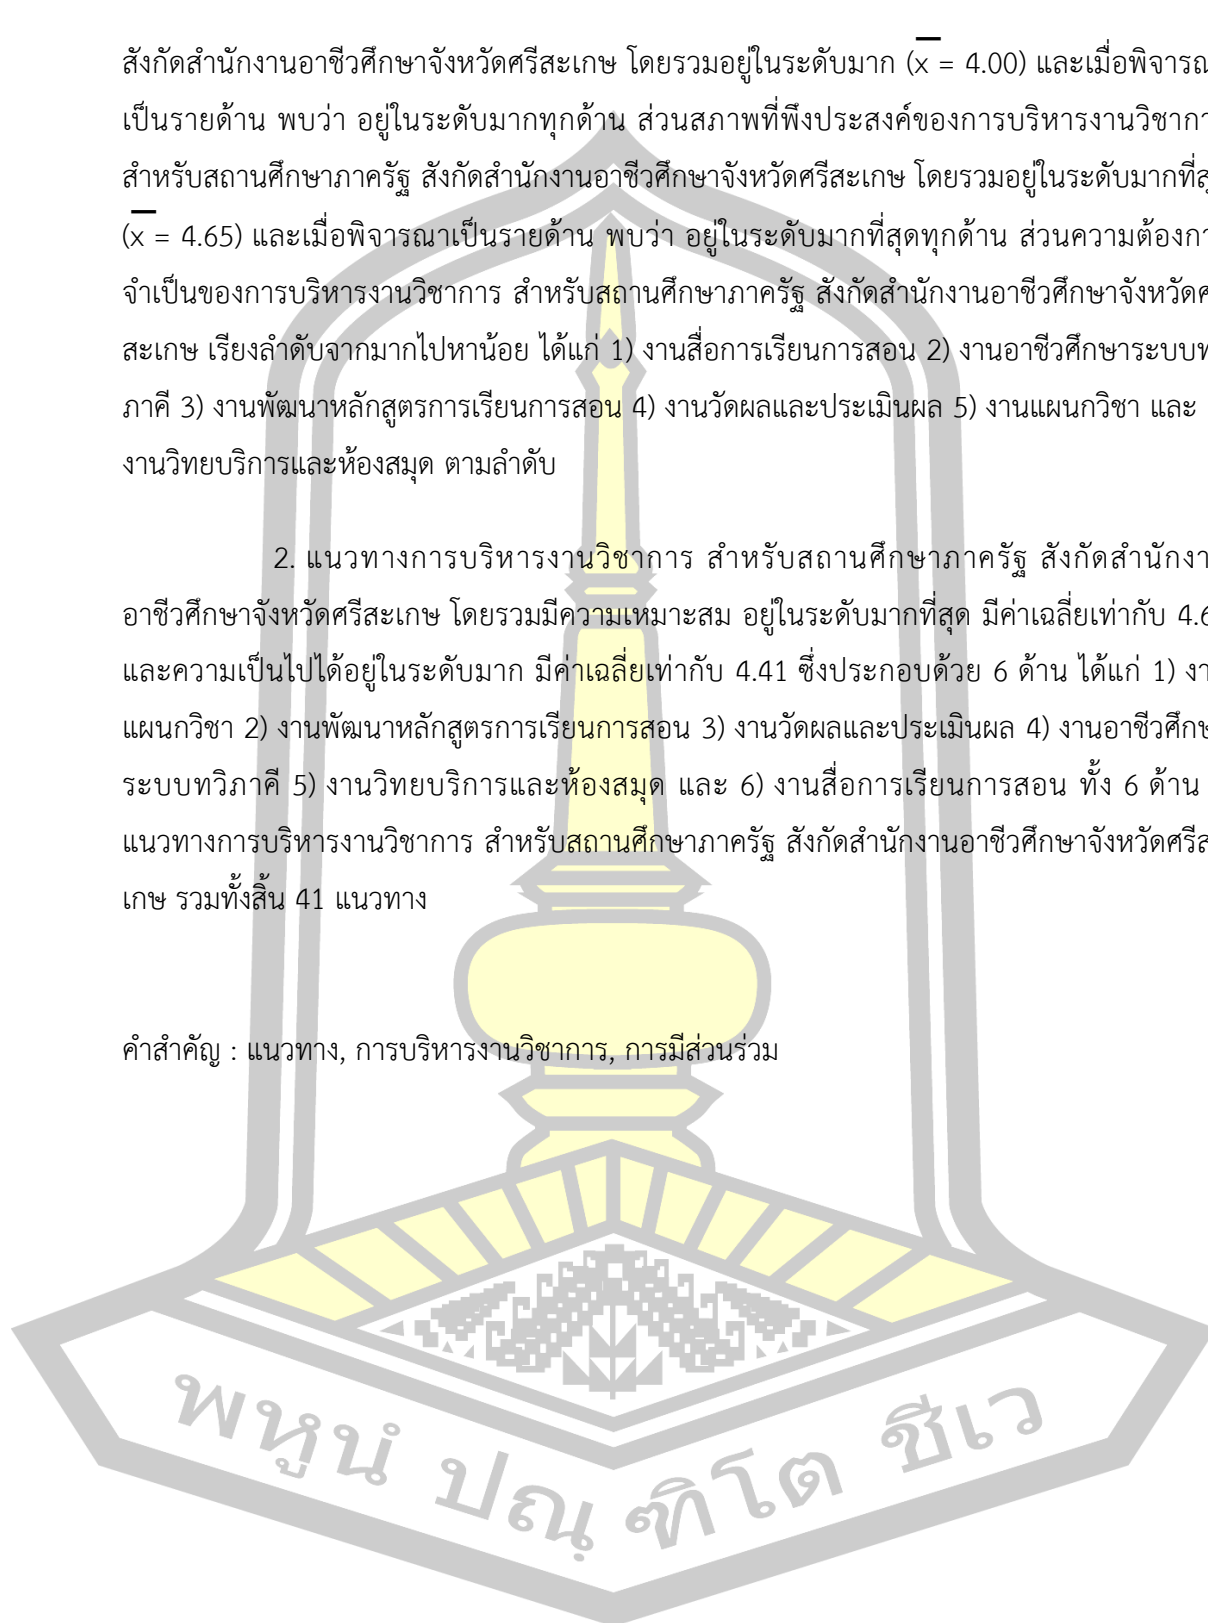 สังกัดสำนักงานอาชีวศึกษาจังหวัดศรีสะเกษ โดยรวมอยู่ในระดับมาก (x̅ = 4.00) และเมื่อพิจารณ
เป็นรายด้าน พบว่า อยู่ในระดับมากทุกด้าน ส่วนสภาพที่พึงประสงค์ของการบริหารงานวิชากา
สำหรับสถานศึกษาภาครัฐ สังกัดสำนักงานอาชีวศึกษาจังหวัดศรีสะเกษ โดยรวมอยู่ในระดับมากที่สุ
(x̅ = 4.65) และเมื่อพิจารณาเป็นรายด้าน พบว่า อยู่ในระดับมากที่สุดทุกด้าน ส่วนความต้องกา
จำเป็นของการบริหารงานวิชาการ สำหรับสถานศึกษาภาครัฐ สังกัดสำนักงานอาชีวศึกษาจังหวัดศ
สะเกษ เรียงลำดับจากมากไปหาน้อย ได้แก่ 1) งานสื่อการเรียนการสอน 2) งานอาชีวศึกษาระบบท
ภาคี 3) งานพัฒนาหลักสูตรการเรียนการสอน 4) งานวัดผลและประเมินผล 5) งานแผนกวิชา และ
งานวิทยบริการและห้องสมุด ตามลำดับ
2. แนวทางการบริหารงานวิชาการ สำหรับสถานศึกษาภาครัฐ สังกัดสำนักงา
อาชีวศึกษาจังหวัดศรีสะเกษ โดยรวมมีความเหมาะสม อยู่ในระดับมากที่สุด มีค่าเฉลี่ยเท่ากับ 4.6
และความเป็นไปได้อยู่ในระดับมาก มีค่าเฉลี่ยเท่ากับ 4.41 ซึ่งประกอบด้วย 6 ด้าน ได้แก่ 1) งา
แผนกวิชา 2) งานพัฒนาหลักสูตรการเรียนการสอน 3) งานวัดผลและประเมินผล 4) งานอาชีวศึกษ
ระบบทวิภาคี 5) งานวิทยบริการและห้องสมุด และ 6) งานสื่อการเรียนการสอน ทั้ง 6 ด้าน
แนวทางการบริหารงานวิชาการ สำหรับสถานศึกษาภาครัฐ สังกัดสำนักงานอาชีวศึกษาจังหวัดศรีส
เกษ รวมทั้งสิ้น 41 แนวทาง
คำสำคัญ : แนวทาง, การบริหารงานวิชาการ, การมีส่วนร่วม
พหูนํ ปณฺฑิโต ชีเว